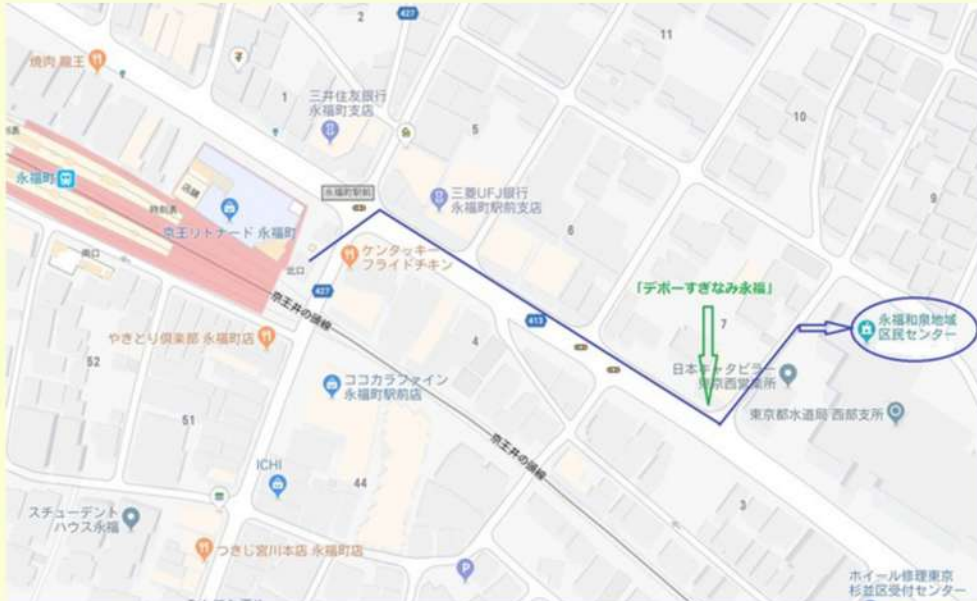 427
2
11
焼肉 龍王
三井住友銀行
永福町支店
1
5
10
永福町
店舗
時刻表
永福町駅前
三菱UFJ銀行
永福町駅前支店
9
京王リトナード 永福町
6
南口
北口
ケンタッキー
フライドチキン
427
「デポーすぎなみ永福」
京王井の頭線
413
7
永福和泉地域
区民センター
やきとり倶楽部 永福町店
4
52
ココカラファイン
永福町駅前店
日本キャタピラー
東京西営業所
東京都水道局 西部支所
51
京王井の頭線
ICHI
44
3
スチューデント
ハウス永福
つきじ宮川本店 永福町店
P
ホイール修理東京
杉並区受付センター